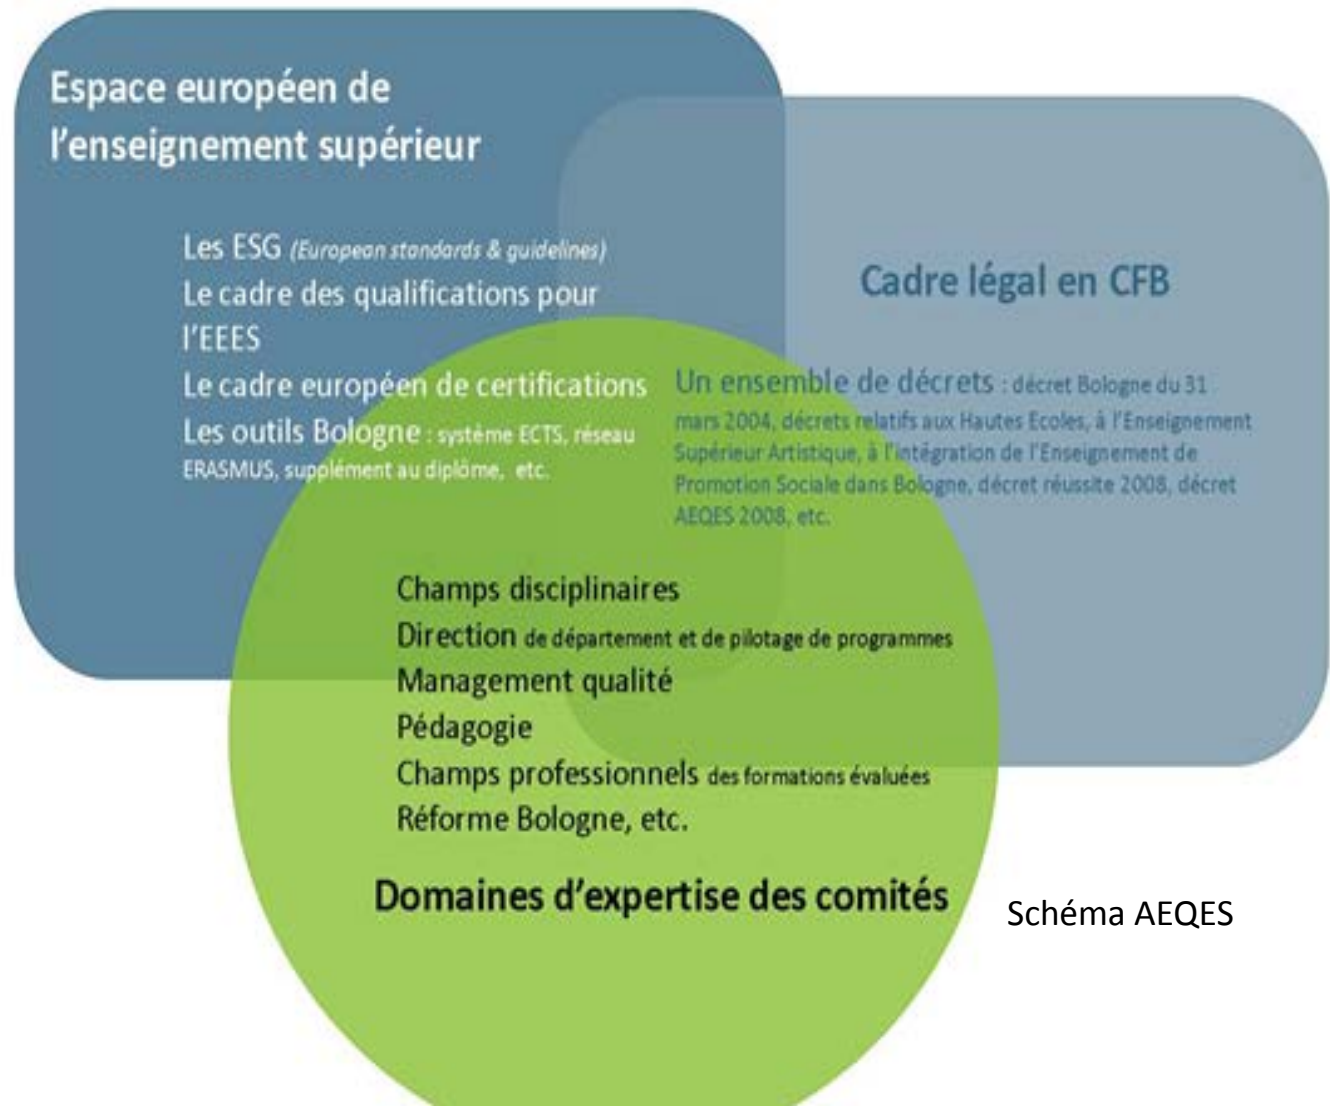 Espace européen de
l'enseignement supérieur
Les ESG (European standards & guidelines)
Le cadre des qualifications pour
l'EEES
Le cadre européen de certifications
Les outils Bologne : système ECTS, réseau
ERASMUS, supplément au diplôme, etc.
Cadre légal en CFB
Un ensemble de décrets : décret Bologne du 31
mars 2004, décrets relatifs aux Hautes Ecoles, à l'Enseignement
Supérieur Artistique, à l'intégration de l'Enseignement de
Promotion Sociale dans Bologne, décret réussite 2008, décret
AEQES 2008, etc.
Champs disciplinaires
Direction de département et de pilotage de programmes
Management qualité
Pédagogie
Champs professionnels des formations évaluées
Réforme Bologne, etc.
Domaines d'expertise des comités
Schéma AEQES